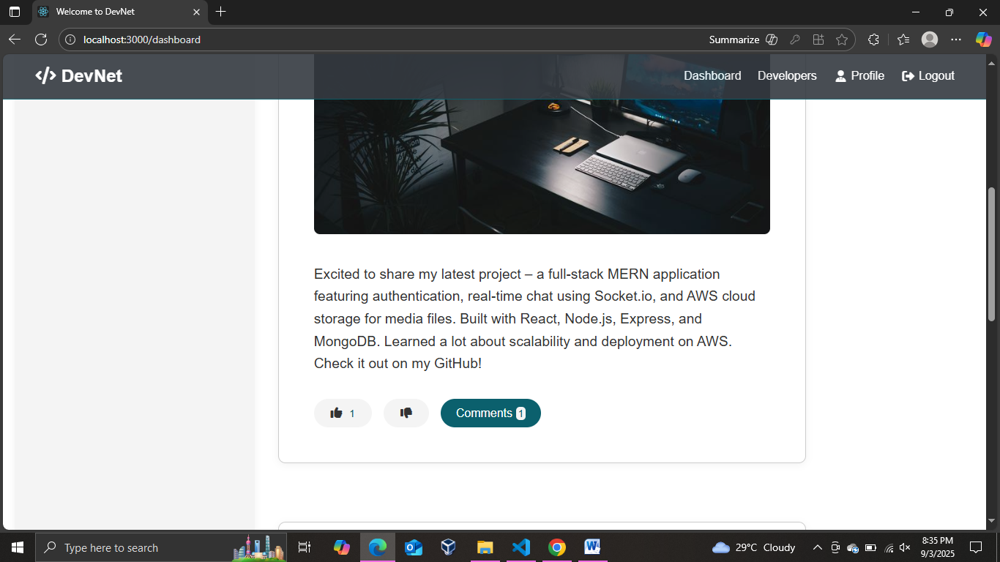 Welcome to DevNet
localhost:3000/dashboard
Summarize
</> DevNet
Dashboard
Developers
Profile
Logout
Excited to share my latest project – a full-stack MERN application
featuring authentication, real-time chat using Socket.io, and AWS cloud
storage for media files. Built with React, Node.js, Express, and
MongoDB. Learned a lot about scalability and deployment on AWS.
Check it out on my GitHub!
1
Comments 1
Type here to search
29°C Cloudy
8:35 PM
9/3/2025